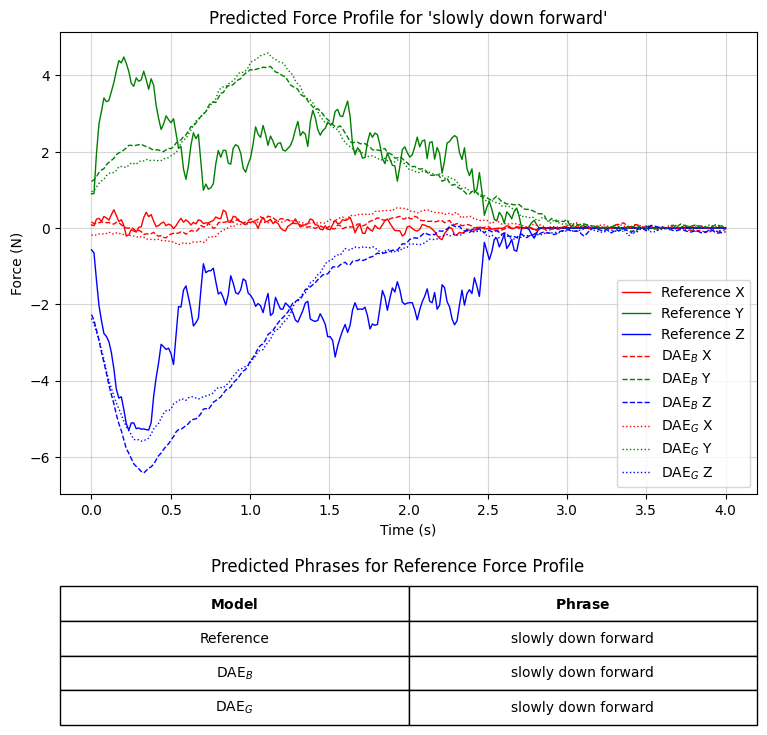 Predicted Force Profile for 'slowly down forward'
Force (N)
4
2
0
−2
−4
−6
Reference X
Reference Y
Reference Z
DAE_B X
DAE_B Y
DAE_B Z
DAE_G X
DAE_G Y
DAE_G Z
0.0 0.5 1.0 1.5 2.0 2.5 3.0 3.5 4.0
Time (s)
Predicted Phrases for Reference Force Profile
Model Phrase
Reference slowly down forward
DAE_B slowly down forward
DAE_G slowly down forward